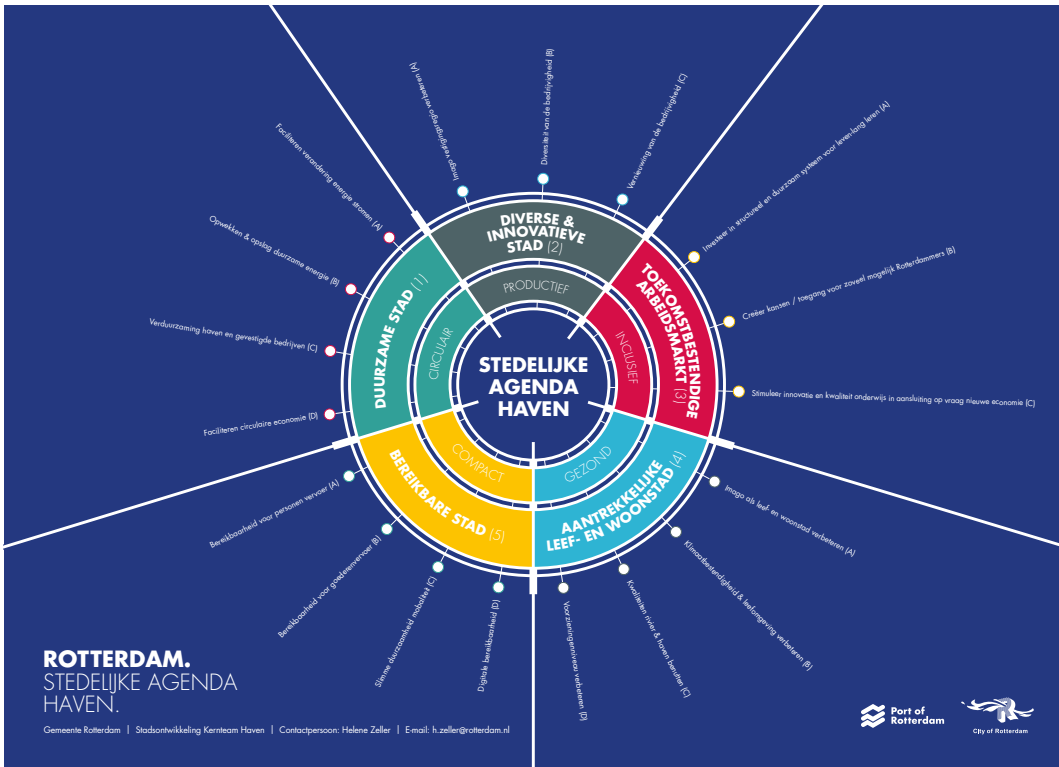 STEDELIJKE
AGENDA
HAVEN
PRODUCTIEF
INCLUSIEF
GEZOND
COMPACT
CIRCULAIR
DUURZAME STAD (1)
Faciliteren verandering energie stromen (A)
Opwekken & opslag duurzame energie (B)
Verduurzaming haven en gevestigde bedrijven (C)
Faciliteren circulaire economie (D)
DIVERSE &
INNOVATIEVE
STAD (2)
Imago vestigingsregio verbeteren (A)
Diversiteit van de bedrijvigheid (B)
Vernieuwing van de bedrijvigheid (C)
TOEKOMSTBESTENDIGE
ARBEIDSMARKT (3)
Investeer in structureel en duurzaam systeem voor leven-lang leren (A)
Creëer kansen / toegang voor zoveel mogelijk Rotterdammers (B)
Stimuleer innovatie en kwaliteit onderwijs in aansluiting op vraag nieuwe economie (C)
AANTREKKELIJKE
LEEF- EN WOONSTAD (4)
Imago als leef- en woonstad verbeteren (A)
Klimaatbestendigheid & leefomgeving verbeteren (B)
Kwaliteiten rivier & haven benutten (C)
Voorzieningenniveau verbeteren (D)
BEREIKBARE STAD (5)
Bereikbaarheid voor personen vervoer (A)
Bereikbaarheid voor goederenvervoer (B)
Slimme duurzaamheid mobiliteit (C)
Digitale bereikbaarheid (D)
ROTTERDAM.
STEDELIJKE AGENDA
HAVEN.
Gemeente Rotterdam | Stadsontwikkeling Kernteam Haven | Contactpersoon: Helene Zeller | E-mail: h.zeller@rotterdam.nl
Port of
Rotterdam
City of Rotterdam